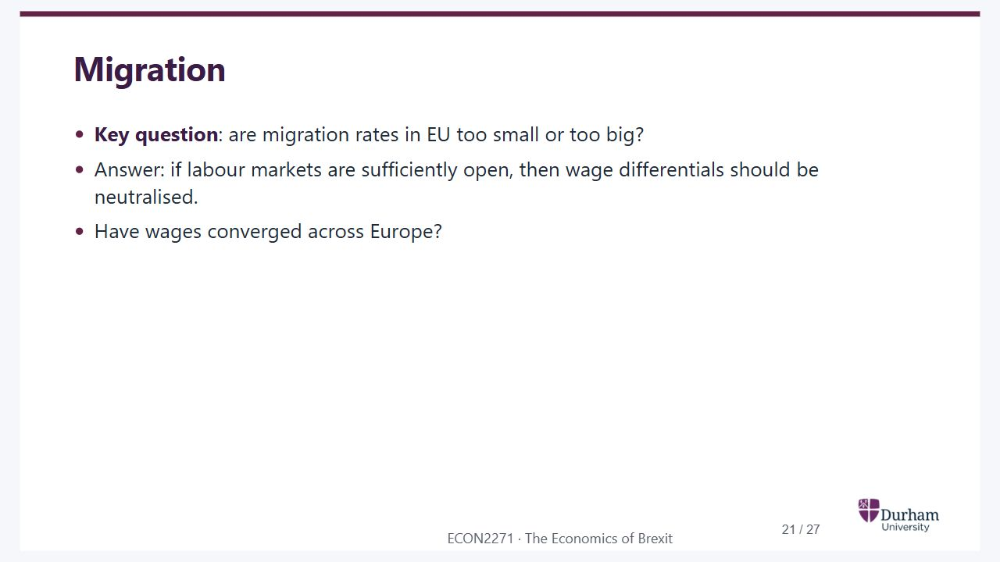 Migration
• Key question: are migration rates in EU too small or too big?
• Answer: if labour markets are sufficiently open, then wage differentials should be
neutralised.
• Have wages converged across Europe?
ECON2271 · The Economics of Brexit
21 / 27
Durham
University